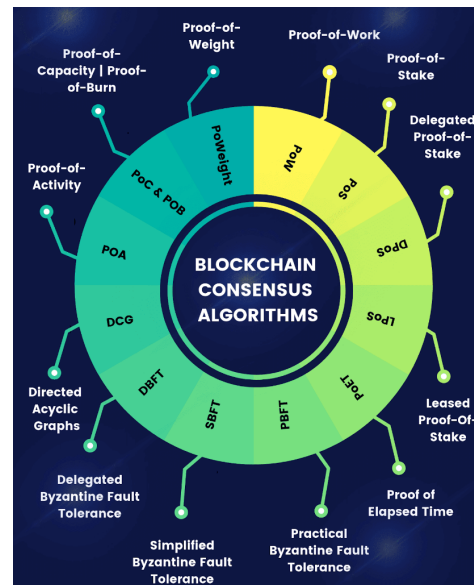 Proof-of-
Weight
Proof-of-Work
Proof-of-
Capacity | Proof-
of-Burn
Proof-of-
Stake
Delegated
Proof-of-
Stake
Proof-of-
Activity
PoWeight
PoW
PoC & POB
PoS
POA
DPoS
BLOCKCHAIN
CONSENSUS
ALGORITHMS
DCG
LPoS
DBFT
PoET
SBFT
PBFT
Directed
Acyclic
Graphs
Leased
Proof-Of-
Stake
Delegated
Byzantine Fault
Tolerance
Proof of
Elapsed Time
Simplified
Byzantine Fault
Tolerance
Practical
Byzantine Fault
Tolerance